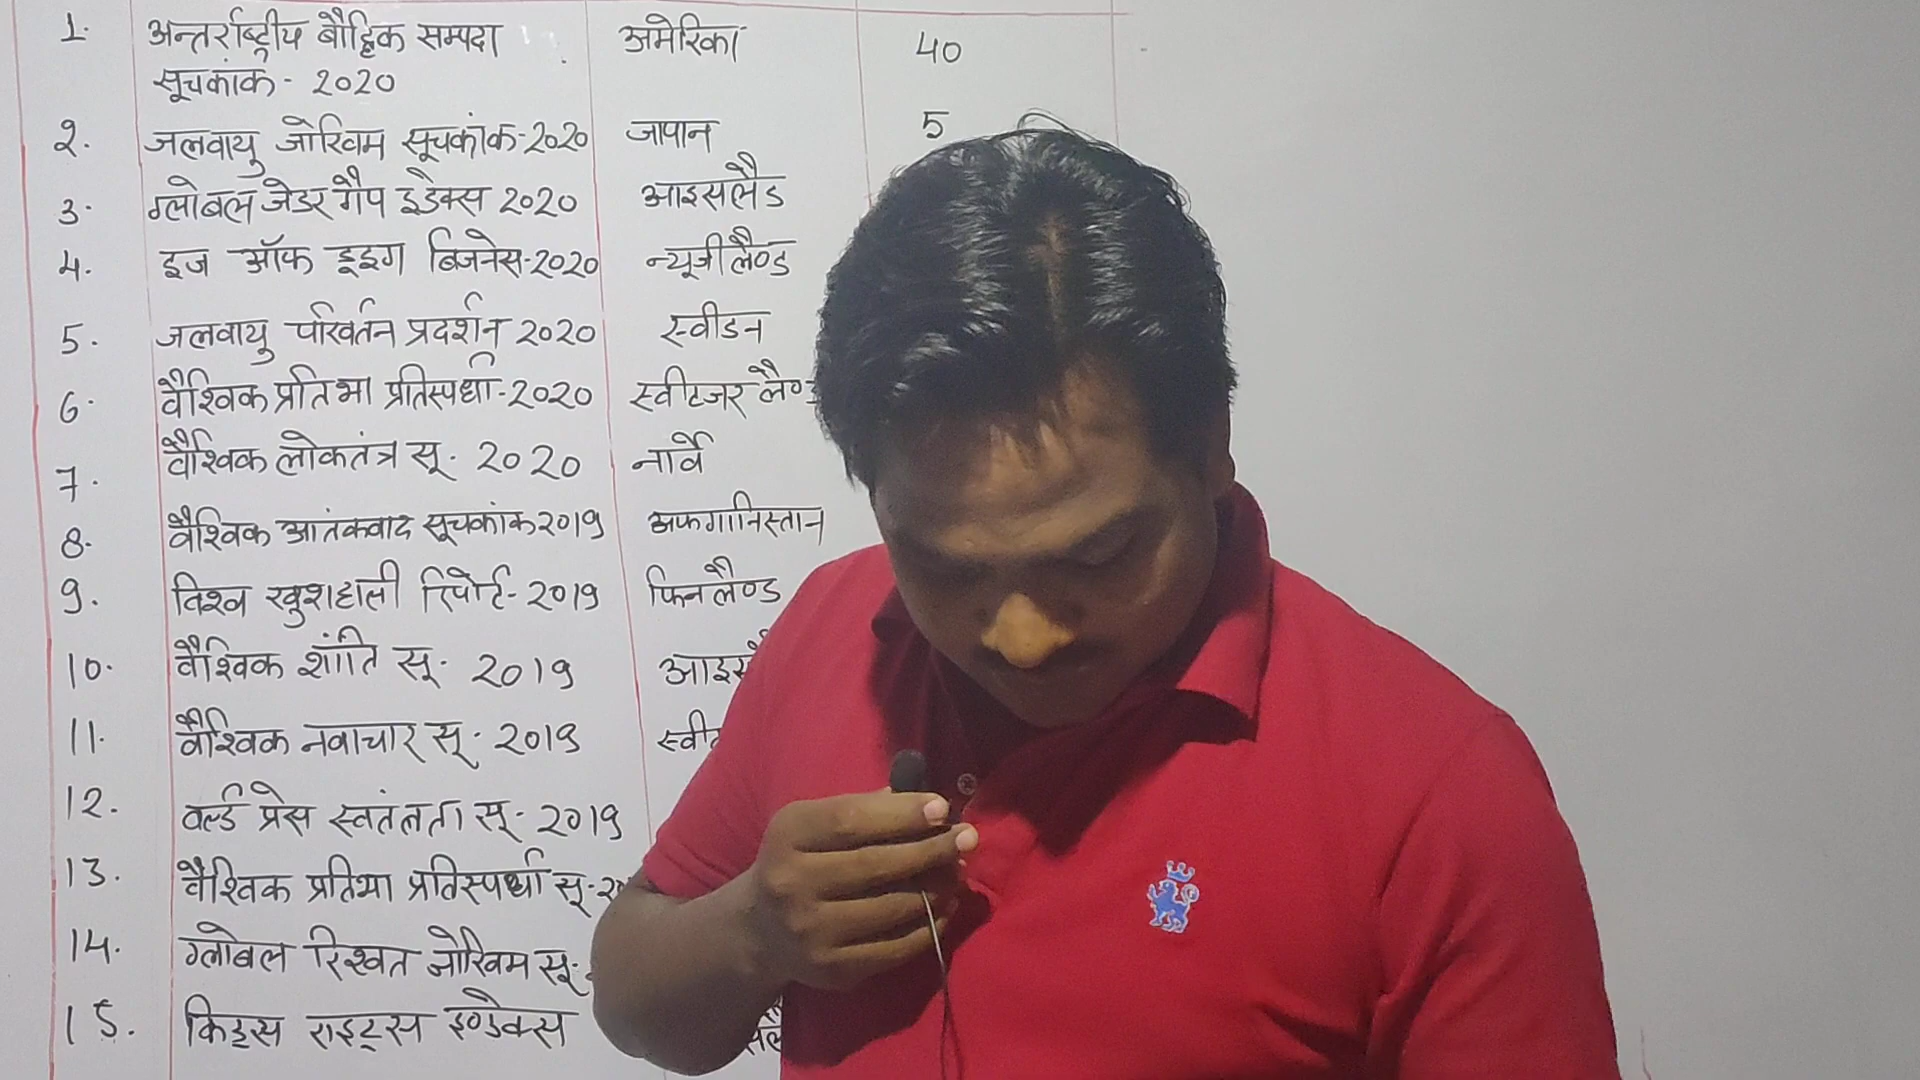 1. अन्तर्राष्ट्रीय बौद्दिक सम्पदा अमेरिका 40
सूचकांक - 2020
2. जलवायु जोखिम सूचकांक-2020 जापान 5
3. ग्लोबल जेंडर गैप इंडेक्स 2020 आइसलैंड
4. इज ऑफ डूइंग बिजनेस-2020 न्यूजीलैण्ड
5. जलवायु परिवर्तन प्रदर्शन 2020 स्वीडन
6. वैश्विक प्रतिभा प्रतिस्पर्धा-2020 स्वीटजरलैण्ड
7. वैश्विक लोकतंत्र सू. 2020 नार्वे
8. वैश्विक आतंकवाद सूचकांक 2019 अफगानिस्तान
9. विश्व खुशहाली रिपोर्ट-2019 फिनलैण्ड
10. वैश्विक शांति सू. 2019
11. वैश्विक नवाचार सू. 2019
12. वर्ल्ड प्रेस स्वतंत्रता सू. 2019
13. वैश्विक प्रतिभा प्रतिस्पर्धा सू.
14. ग्लोबल रिश्वत जोखिम सू.
15. किड्स राइट्स इण्डेक्स